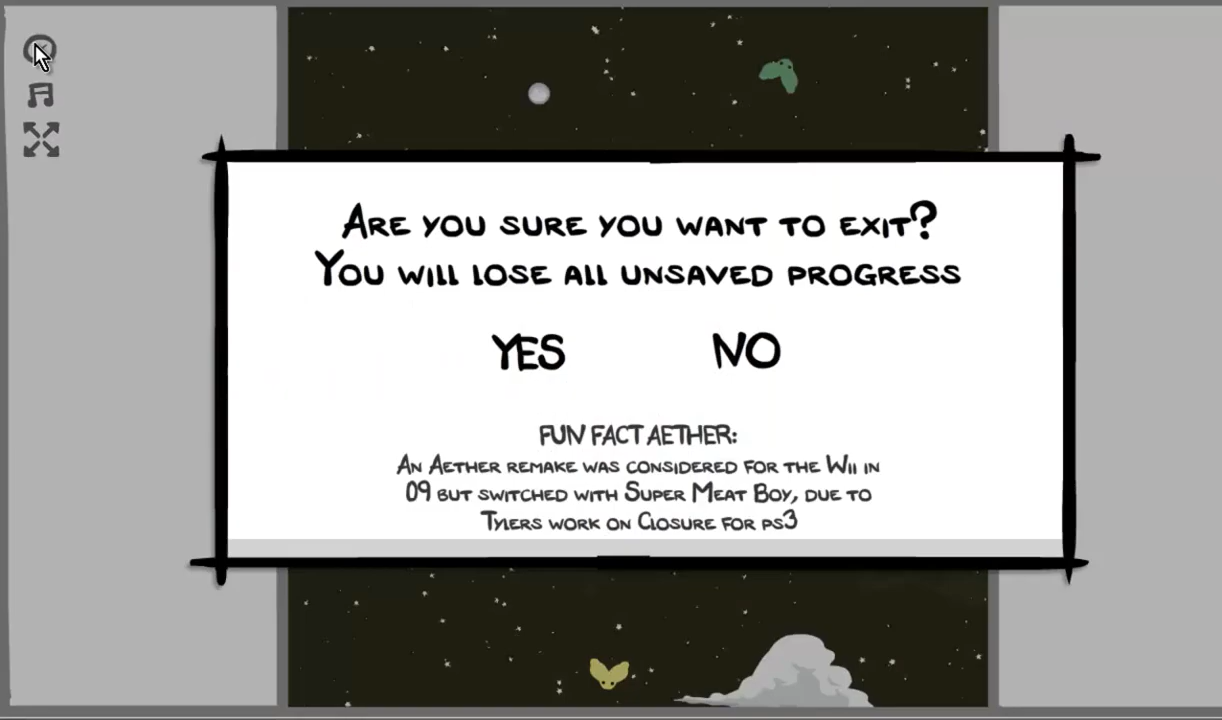 Are you sure you want to exit?
You will lose all unsaved progress
YES NO
FUN FACT AETHER:
An Aether remake was considered for the Wii in
09 but switched with Super Meat Boy, due to
Tylers work on Closure for ps3